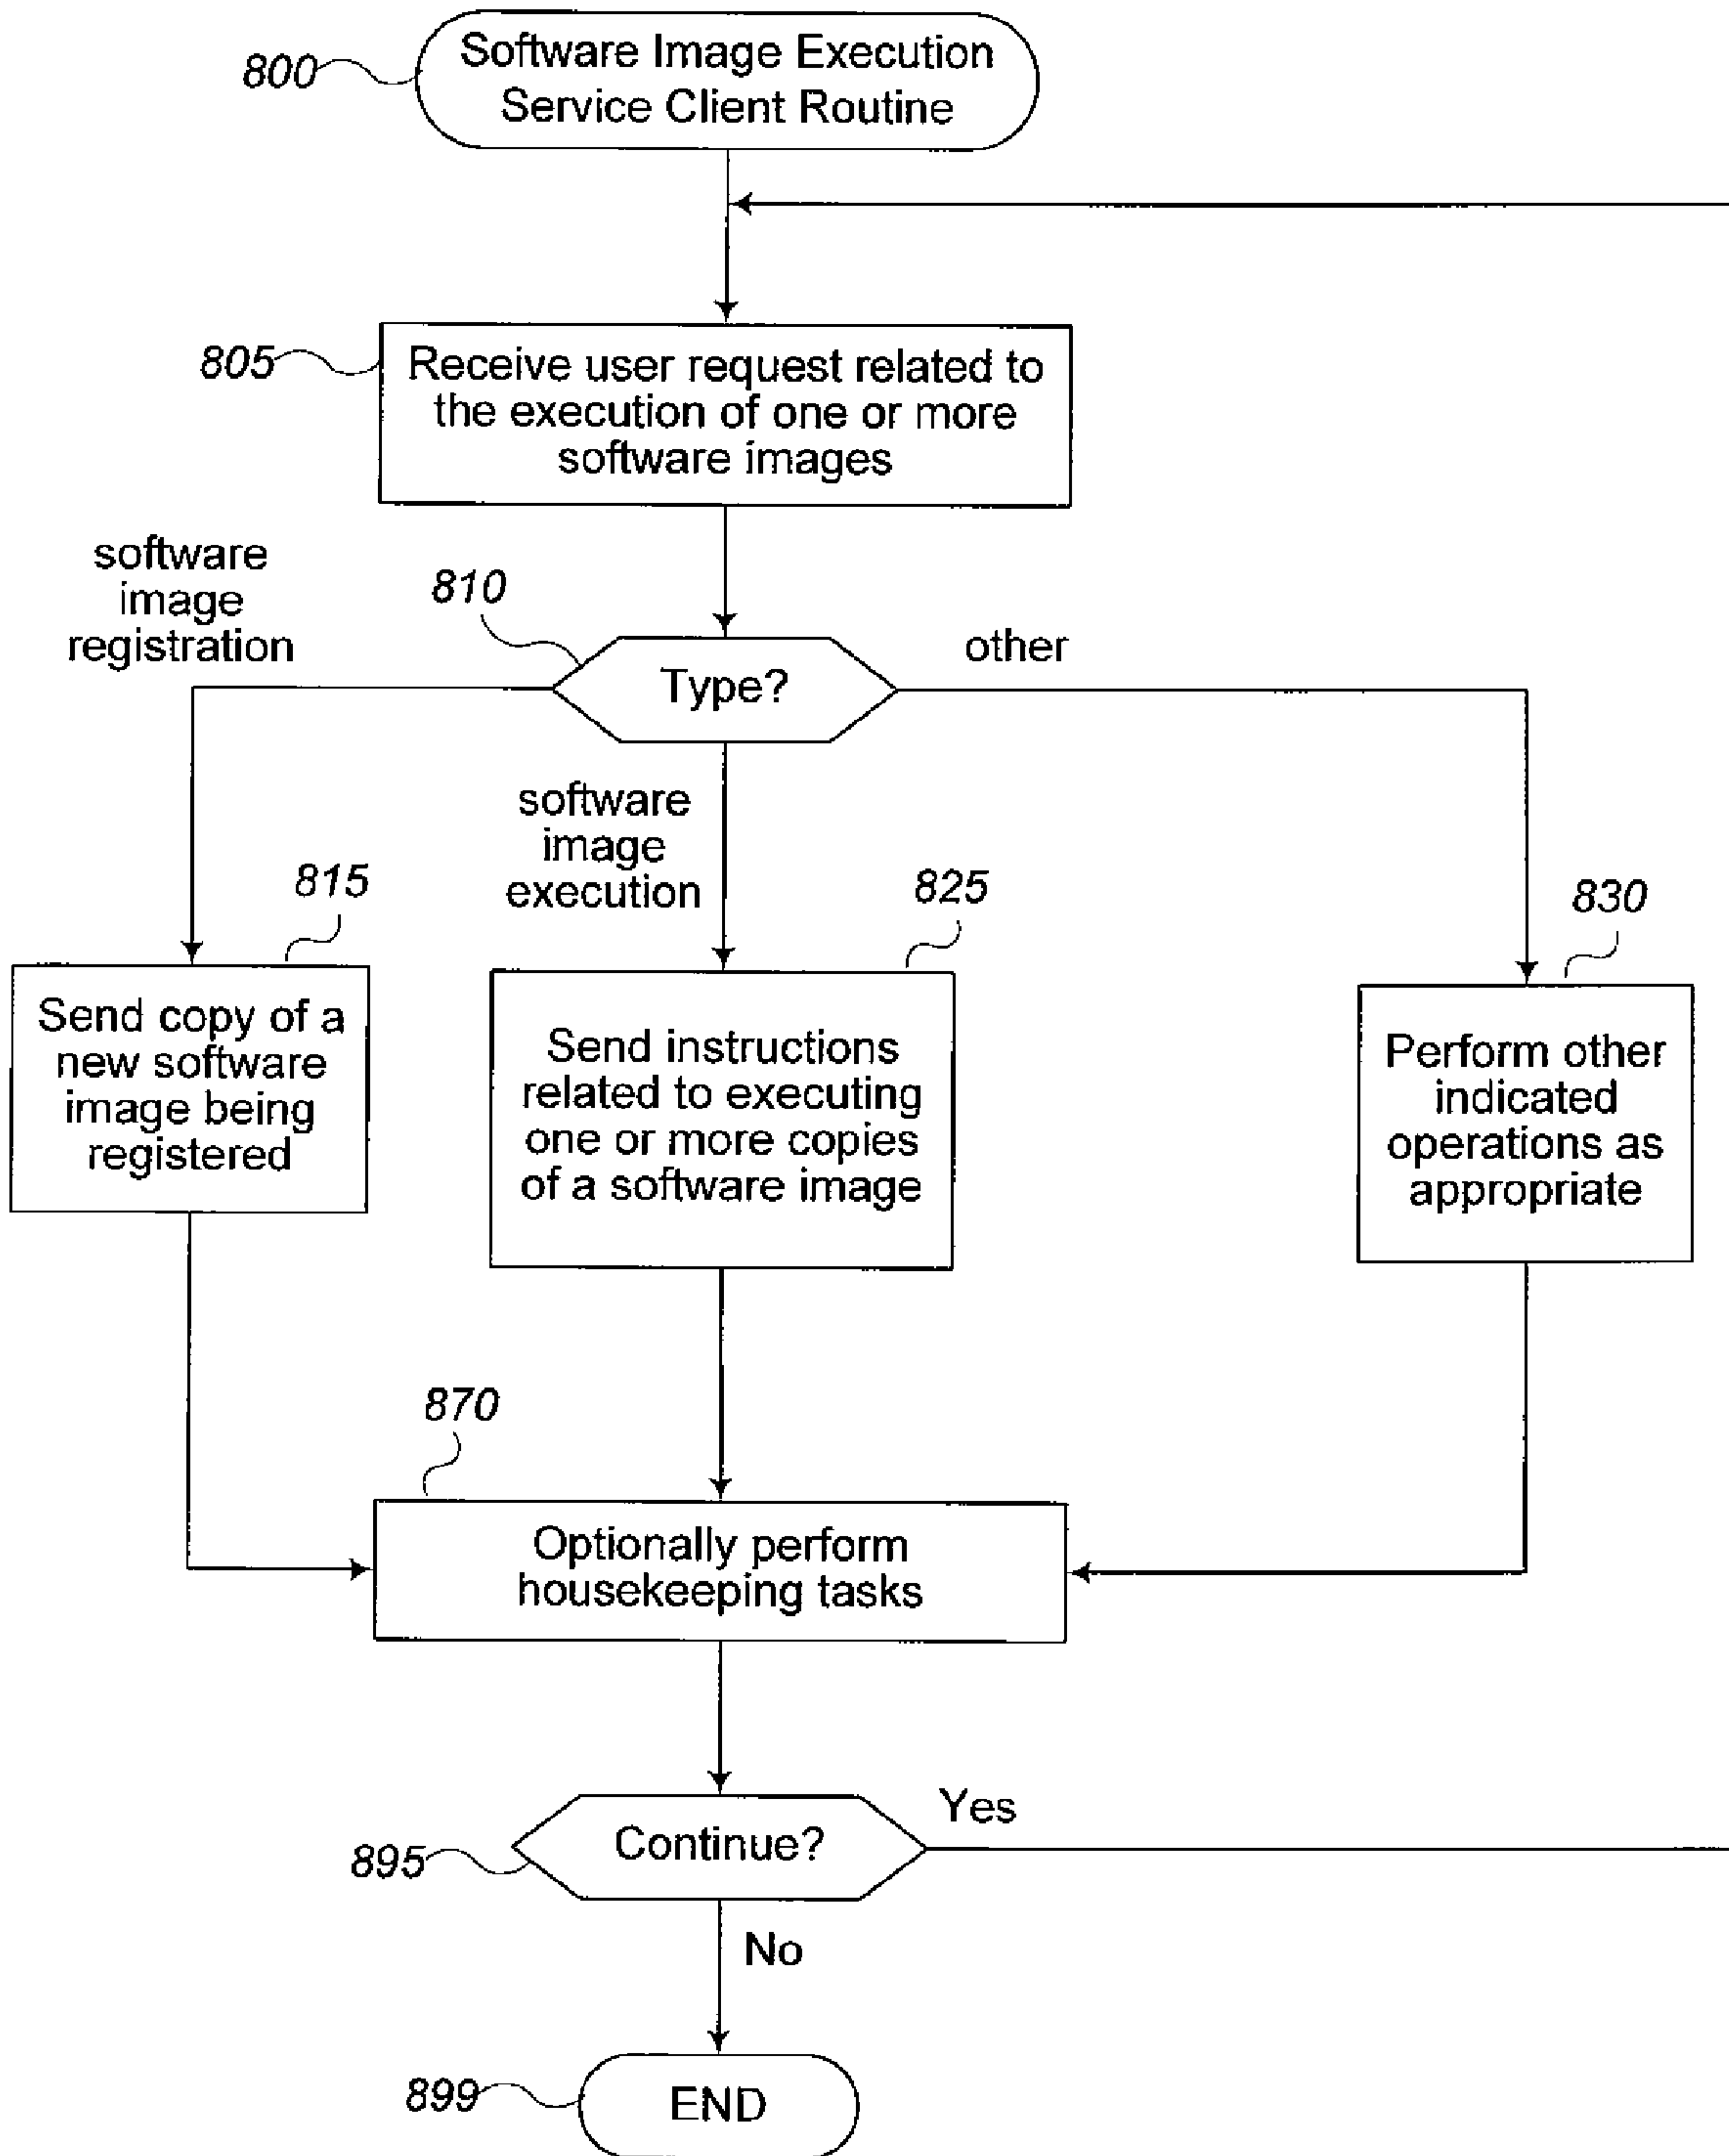 800
Software Image Execution
Service Client Routine
805
Receive user request related to
the execution of one or more
software images
software
image
registration
810
Type?
other
software
image
execution
815
Send copy of a
new software
image being
registered
825
Send instructions
related to executing
one or more copies
of a software image
830
Perform other
indicated
operations as
appropriate
870
Optionally perform
housekeeping tasks
895
Continue?
Yes
No
899
END